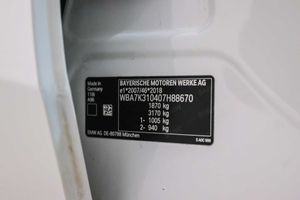 Made in
Germany
BAYERISCHE MOTOREN WERKE AG
e1*2007/46*2018
WBA7K310407H88670
1870 kg
3170 kg
1- 1005 kg
2- 940 kg
BMW AG DE-80788 München